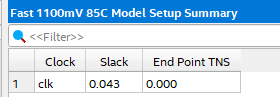 Fast 1100mV 85C Model Setup Summary
<<Filter>>
Clock Slack End Point TNS
1 clk 0.043 0.000